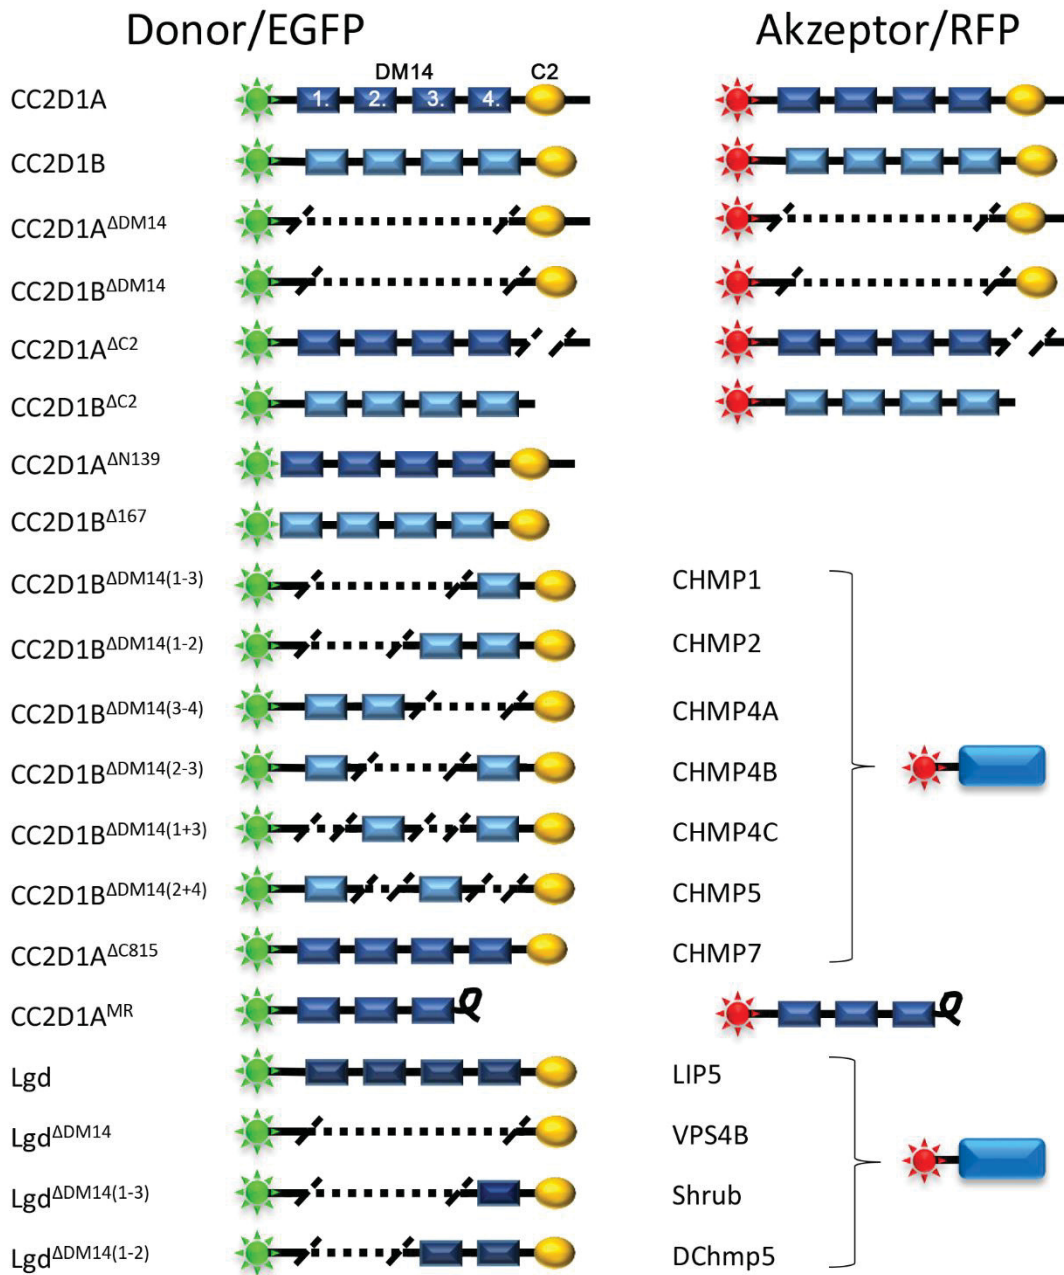 Donor/EGFP
Akzeptor/RFP
DM14
C2
CC2D1A
1. 2. 3. 4.
CC2D1B
CC2D1AΔDM14
CC2D1BΔDM14
CC2D1AΔC2
CC2D1BΔC2
CC2D1AΔN139
CC2D1BΔ167
CC2D1BΔDM14(1-3)
CHMP1
CC2D1BΔDM14(1-2)
CHMP2
CC2D1BΔDM14(3-4)
CHMP4A
CC2D1BΔDM14(2-3)
CHMP4B
CC2D1BΔDM14(1+3)
CHMP4C
CC2D1BΔDM14(2+4)
CHMP5
CC2D1AΔC815
CHMP7
CC2D1AMR
Lgd
LIP5
LgdΔDM14
VPS4B
LgdΔDM14(1-3)
Shrub
LgdΔDM14(1-2)
DChmp5